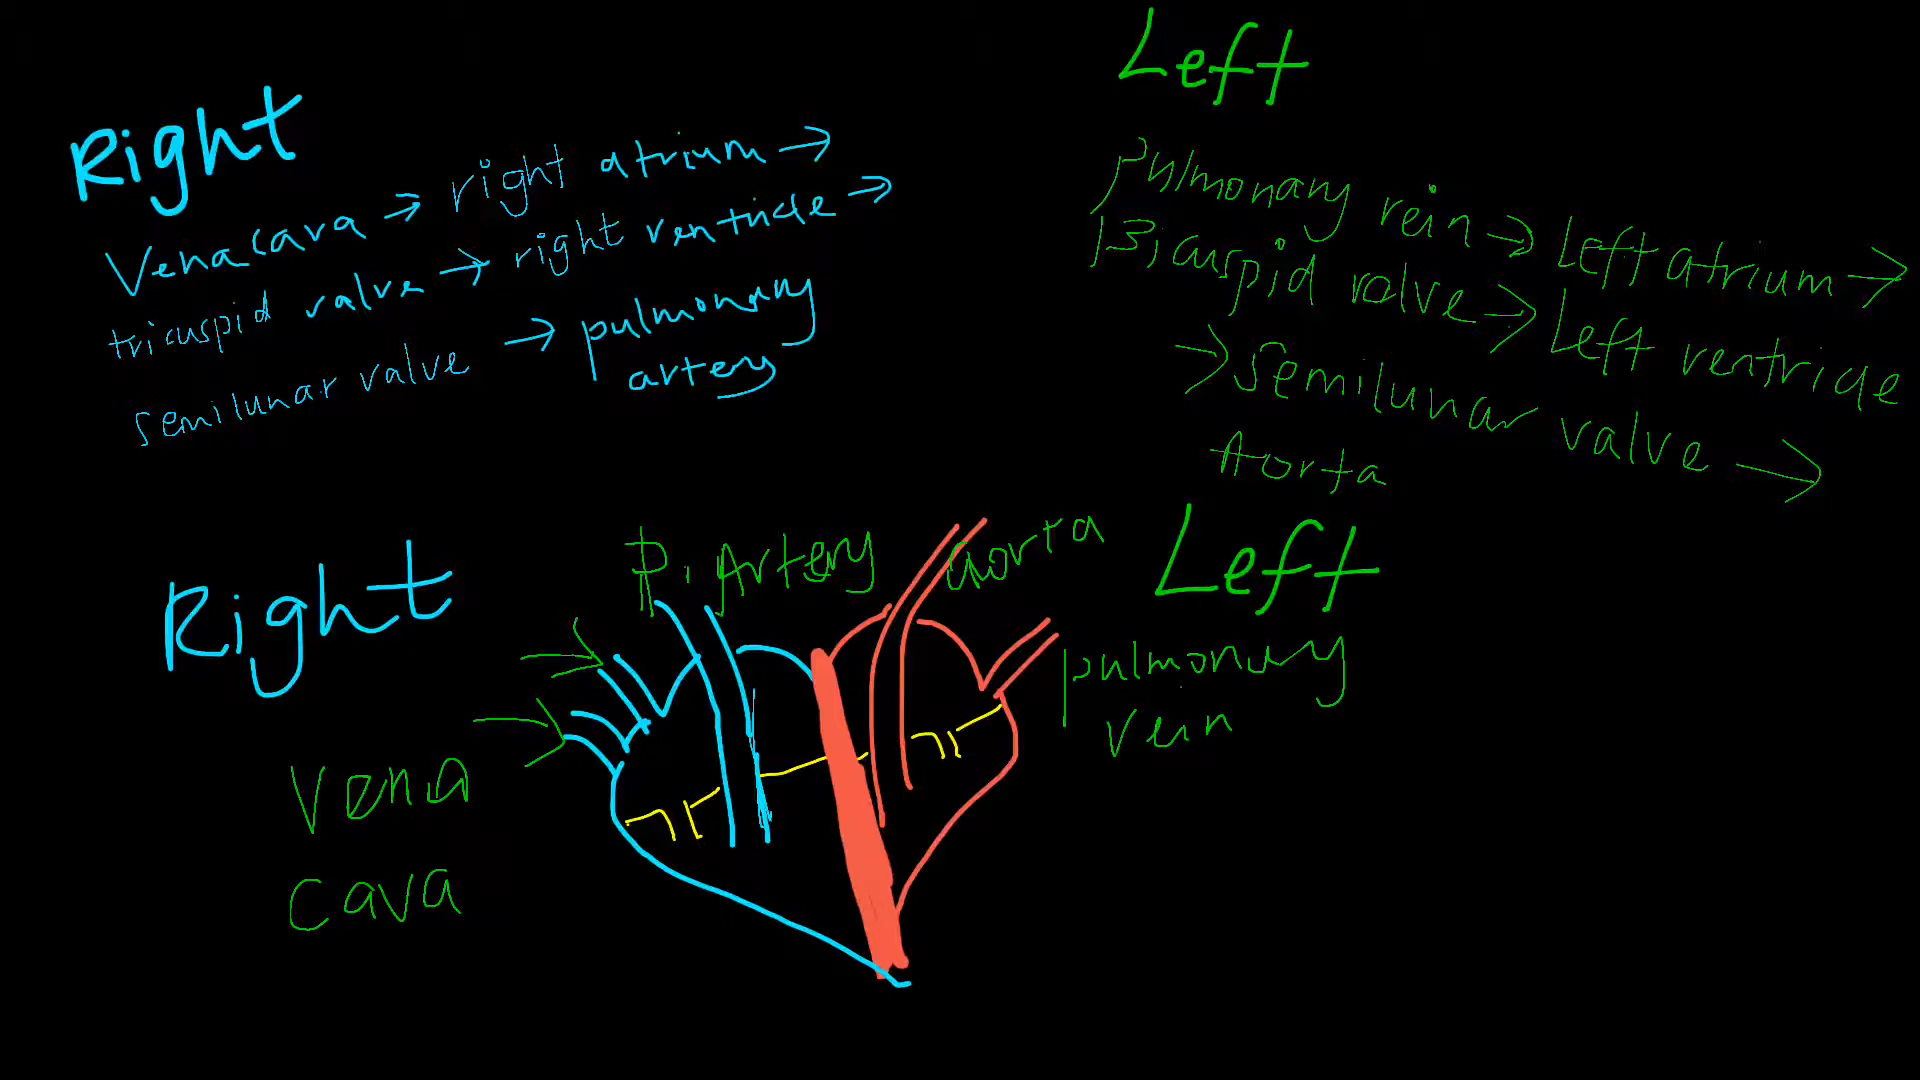 Right
Vena Cava → right atrium →
tricuspid valve → right ventricle →
semilunar valve → pulmonary
artery
Left
Pulmonary vein → Left atrium →
Bicuspid valve → Left ventricle
→ Semilunar valve →
Aorta
Right
P. Artery
aorta
Left
pulmonary
vein
Vena
Cava